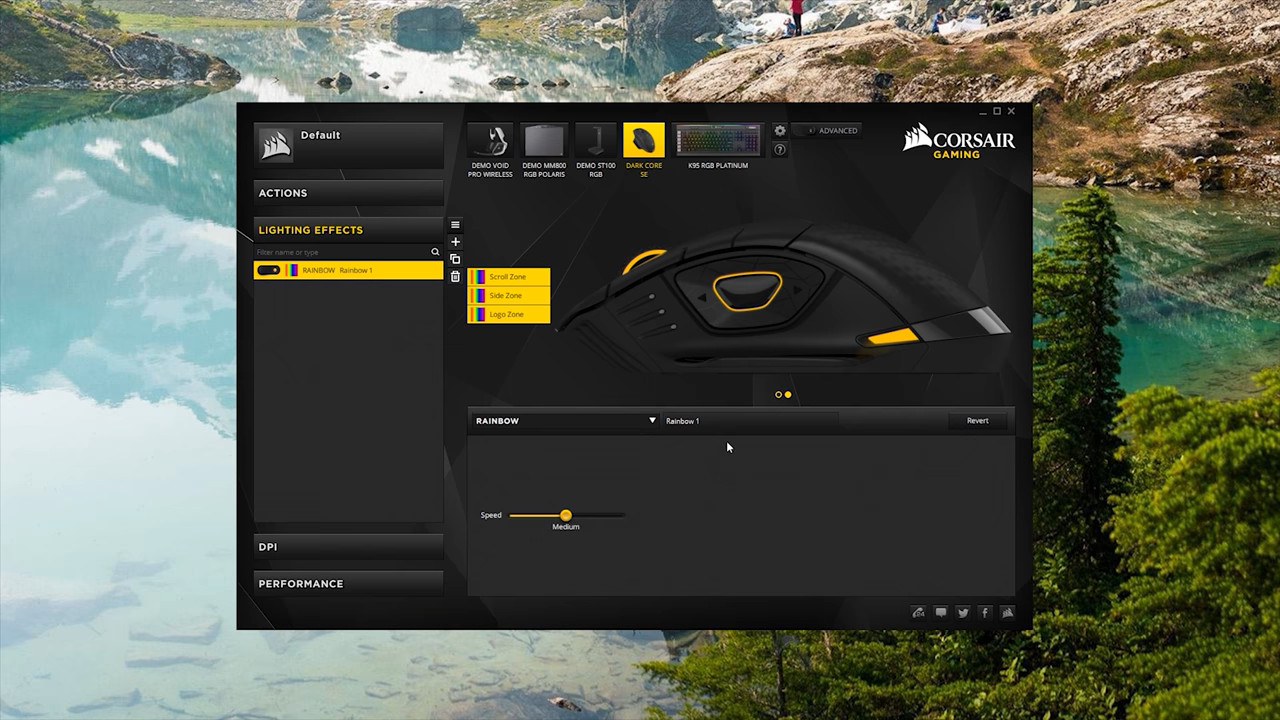 Default
ACTIONS
LIGHTING EFFECTS
Filter name or type
RAINBOW Rainbow 1
DPI
PERFORMANCE
DEMO VOID
PRO WIRELESS
DEMO MM800
RGB POLARIS
DEMO ST100
RGB
DARK CORE
SE
K95 RGB PLATINUM
?
ADVANCED
CORSAIR
GAMING
Scroll Zone
Side Zone
Logo Zone
RAINBOW
Rainbow 1
Revert
Speed
Medium